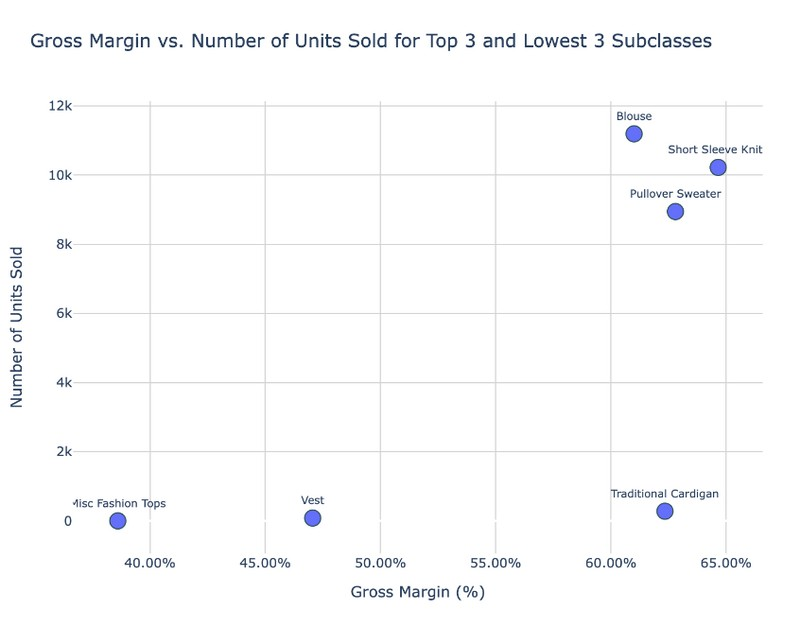 Gross Margin vs. Number of Units Sold for Top 3 and Lowest 3 Subclasses
12k
10k
8k
6k
4k
2k
0
Number of Units Sold
Blouse
Short Sleeve Knit
Pullover Sweater
Traditional Cardigan
Vest
Misc Fashion Tops
40.00%
45.00%
50.00%
55.00%
60.00%
65.00%
Gross Margin (%)